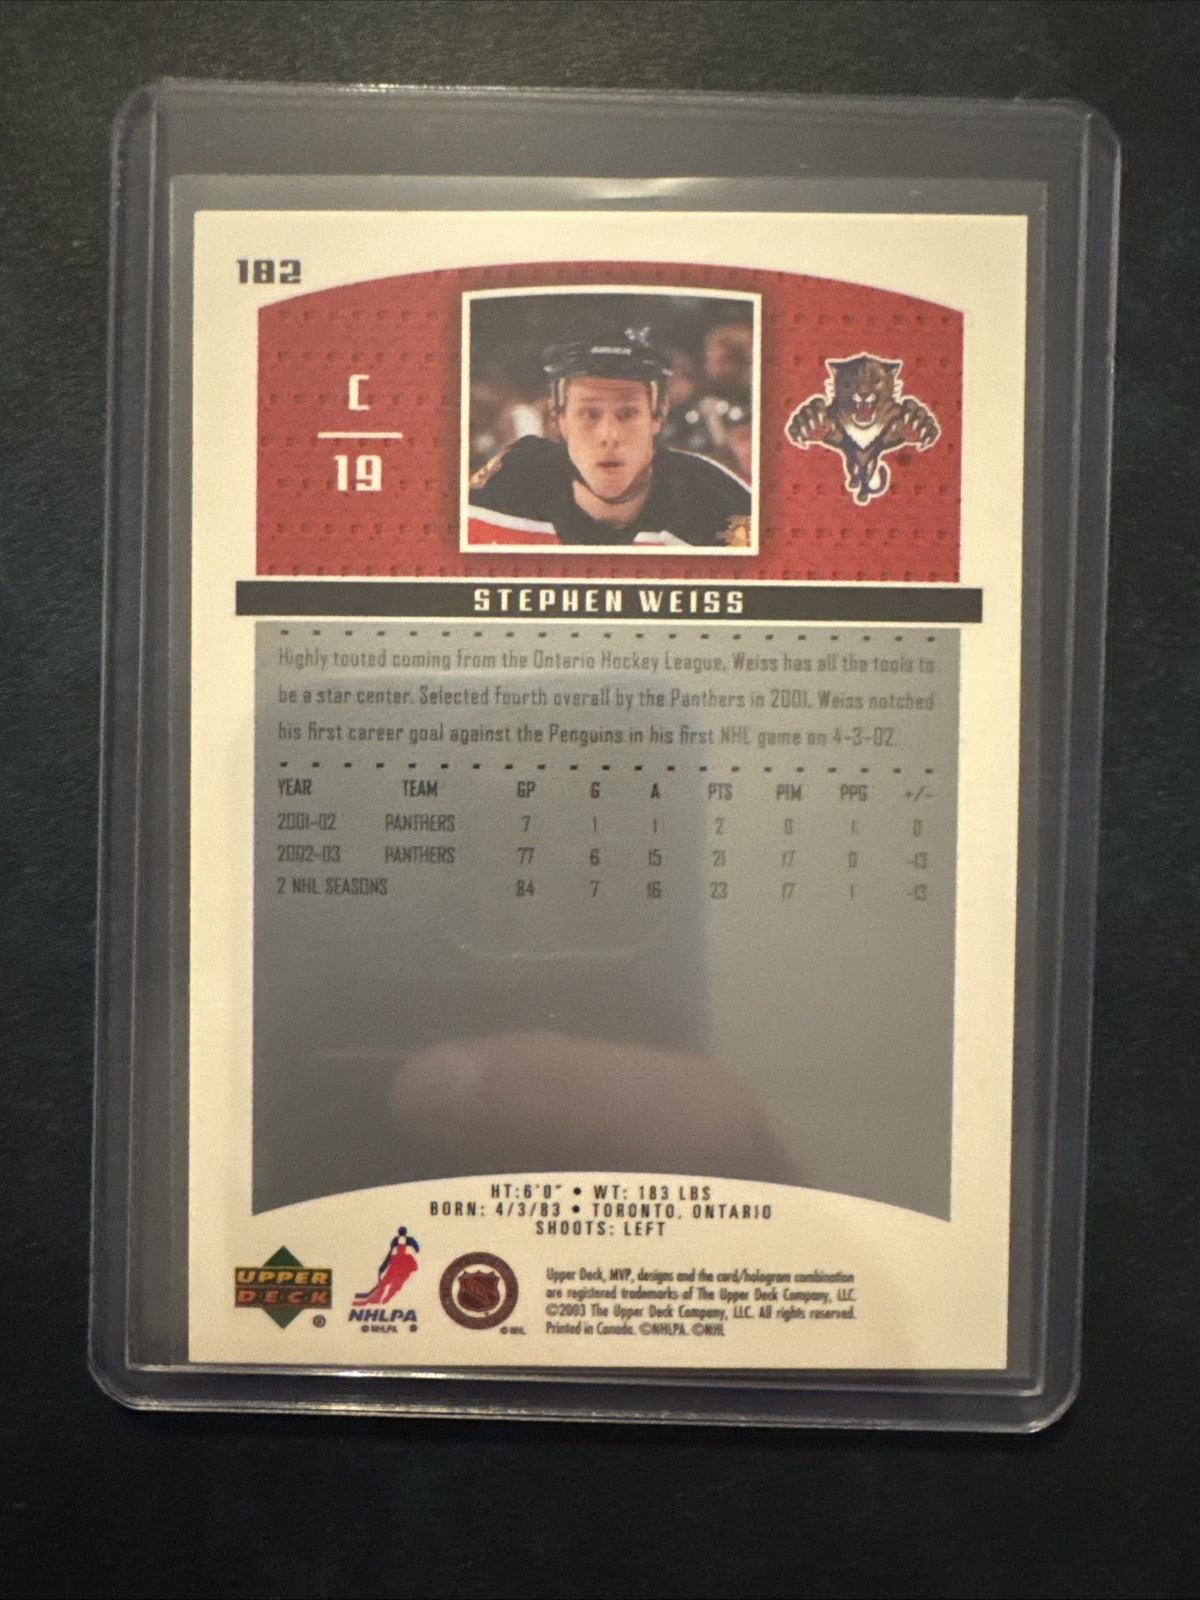 182
C
19
BAUER
STEPHEN WEISS
Highly touted coming from the Ontario Hockey League, Weiss has all the tools to
be a star center. Selected fourth overall by the Panthers in 2001, Weiss notched
his first career goal against the Penguins in his first NHL game on 4-3-02.
YEAR TEAM GP G A PTS PIM PPG +/-
2001-02 PANTHERS 7 1 1 2 0 1 0
2002-03 PANTHERS 77 6 15 21 17 0 -13
2 NHL SEASONS 84 7 16 23 17 1 -13
HT:6'0" • WT: 183 LBS
BORN: 4/3/83 • TORONTO, ONTARIO
SHOOTS: LEFT
UPPER
DECK
®
NHLPA
©NHLPA ®
NHL
©NHL
Upper Deck, MVP, designs and the card/hologram combination
are registered trademarks of The Upper Deck Company, LLC.
©2003 The Upper Deck Company, LLC. All rights reserved.
Printed in Canada. ©NHLPA. ©NHL